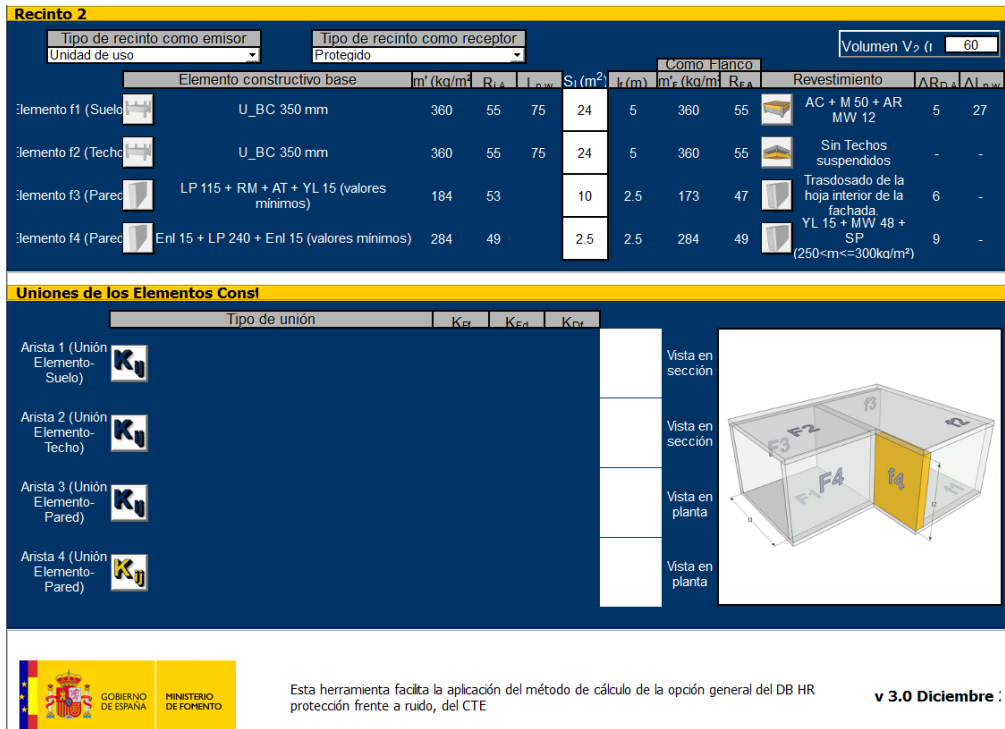 Recinto 2
Tipo de recinto como emisor
Tipo de recinto como receptor
Unidad de uso
Protegido
Volumen V2 (r
60
Como Flanco
Elemento constructivo base m' (kg/m² Ri,A Ln,w Si (m²) lf (m) m'F (kg/m² RF,A Revestimiento ΔRD,A ΔLn,w
Elemento f1 (Suelo U_BC 350 mm 360 55 75 24 5 360 55 AC + M 50 + AR MW 12 5 27
Elemento f2 (Techo U_BC 350 mm 360 55 75 24 5 360 55 Sin Techos suspendidos - -
Elemento f3 (Pared LP 115 + RM + AT + YL 15 (valores mínimos) 184 53 10 2.5 173 47 Trasdosado de la hoja interior de la fachada. 6 -
Elemento f4 (Pared Enl 15 + LP 240 + Enl 15 (valores mínimos) 284 49 2.5 2.5 284 49 YL 15 + MW 48 + SP (250<m<=300kg/m²) 9 -
Uniones de los Elementos Const
Tipo de unión KFf KFd KDf
Arista 1 (Unión Elemento-Suelo) Kij Vista en sección
Arista 2 (Unión Elemento-Techo) Kij Vista en sección
Arista 3 (Unión Elemento-Pared) Kij Vista en planta
Arista 4 (Unión Elemento-Pared) Kij Vista en planta
f3
F3 F2 f2
F1 F4 f4 f1
l1 l2
GOBIERNO DE ESPAÑA
MINISTERIO DE FOMENTO
Esta herramienta facilita la aplicación del método de cálculo de la opción general del DB HR
protección frente a ruido, del CTE
v 3.0 Diciembre